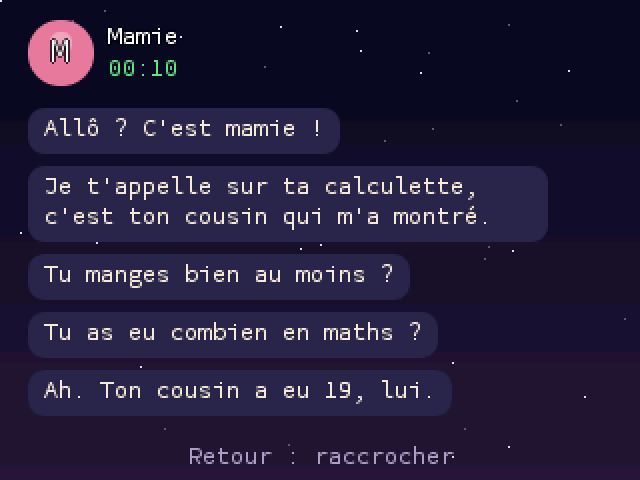 M
Mamie
00:10
Allô ? C'est mamie !
Je t'appelle sur ta calculette,
c'est ton cousin qui m'a montré.
Tu manges bien au moins ?
Tu as eu combien en maths ?
Ah. Ton cousin a eu 19, lui.
Retour : raccrocher